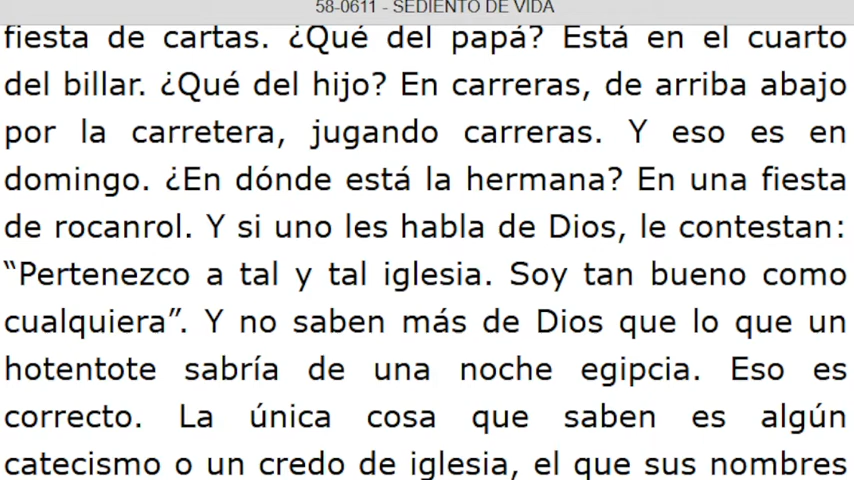 58-0611 - SEDIENTO DE VIDA
fiesta de cartas. ¿Qué del papá? Está en el cuarto
del billar. ¿Qué del hijo? En carreras, de arriba abajo
por la carretera, jugando carreras. Y eso es en
domingo. ¿En dónde está la hermana? En una fiesta
de rocanrol. Y si uno les habla de Dios, le contestan:
“Pertenezco a tal y tal iglesia. Soy tan bueno como
cualquiera”. Y no saben más de Dios que lo que un
hotentote sabría de una noche egipcia. Eso es
correcto. La única cosa que saben es algún
catecismo o un credo de iglesia, el que sus nombres